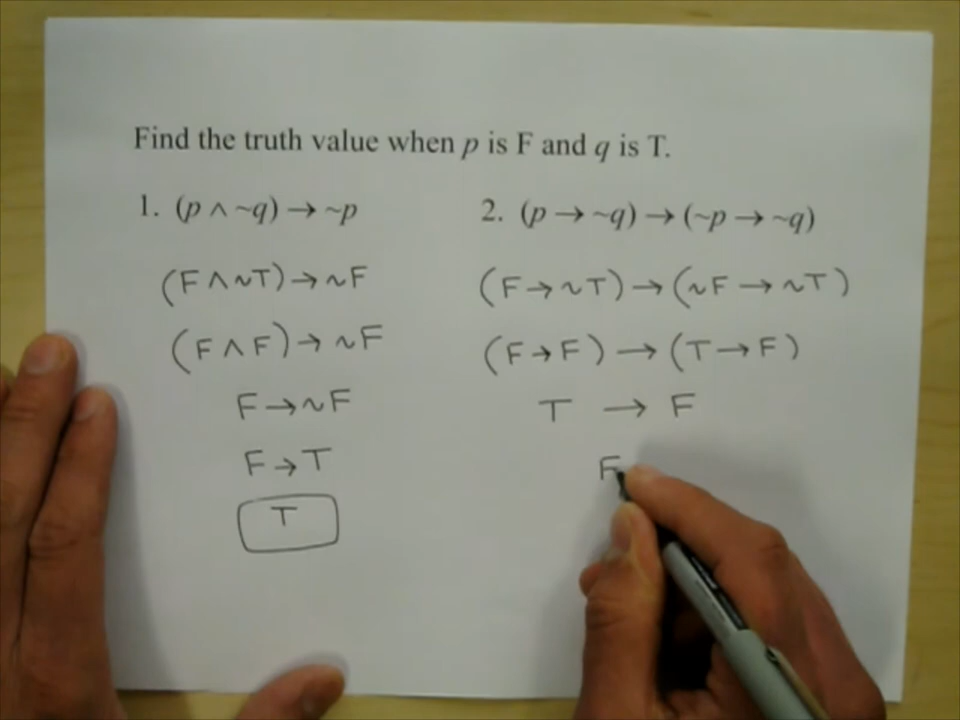 Find the truth value when p is F and q is T.
1. (p ∧ ~q) → ~p
(F ∧ ~T) → ~F
(F ∧ F) → ~F
F → ~F
F → T
T
2. (p → ~q) → (~p → ~q)
(F → ~T) → (~F → ~T)
(F → F) → (T → F)
T → F
F